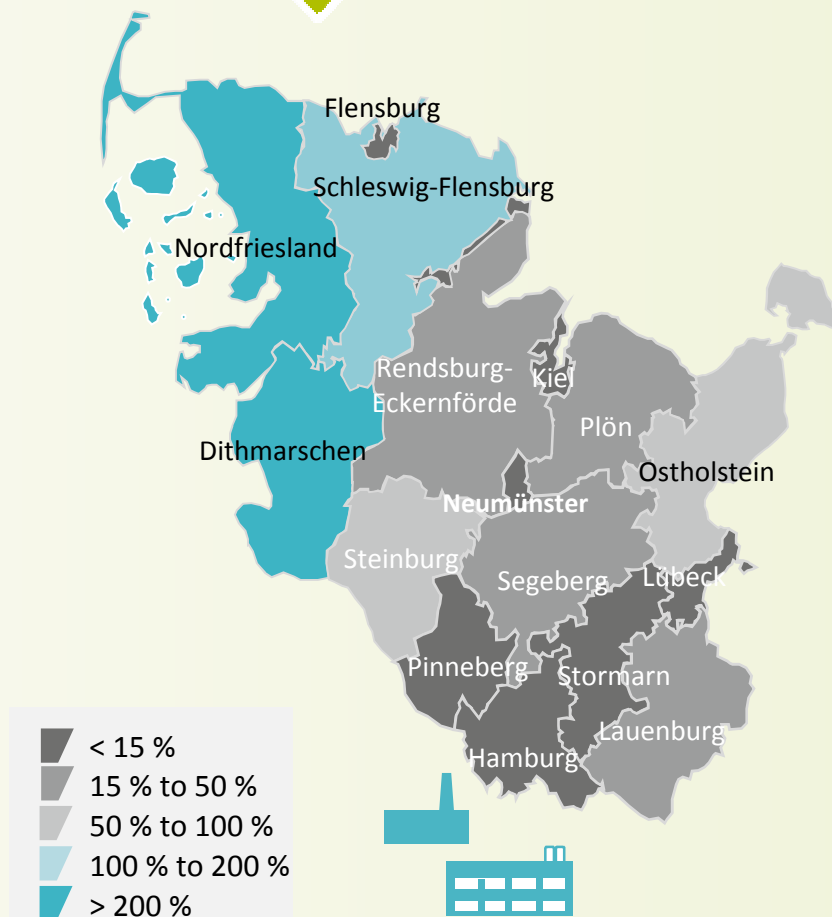 Flensburg
Schleswig-Flensburg
Nordfriesland
Rendsburg-
Eckernförde
Kiel
Plön
Dithmarschen
Ostholstein
Neumünster
Steinburg
Segeberg
Lübeck
Pinneberg
Stormarn
Lauenburg
Hamburg
< 15 %
15 % to 50 %
50 % to 100 %
100 % to 200 %
> 200 %